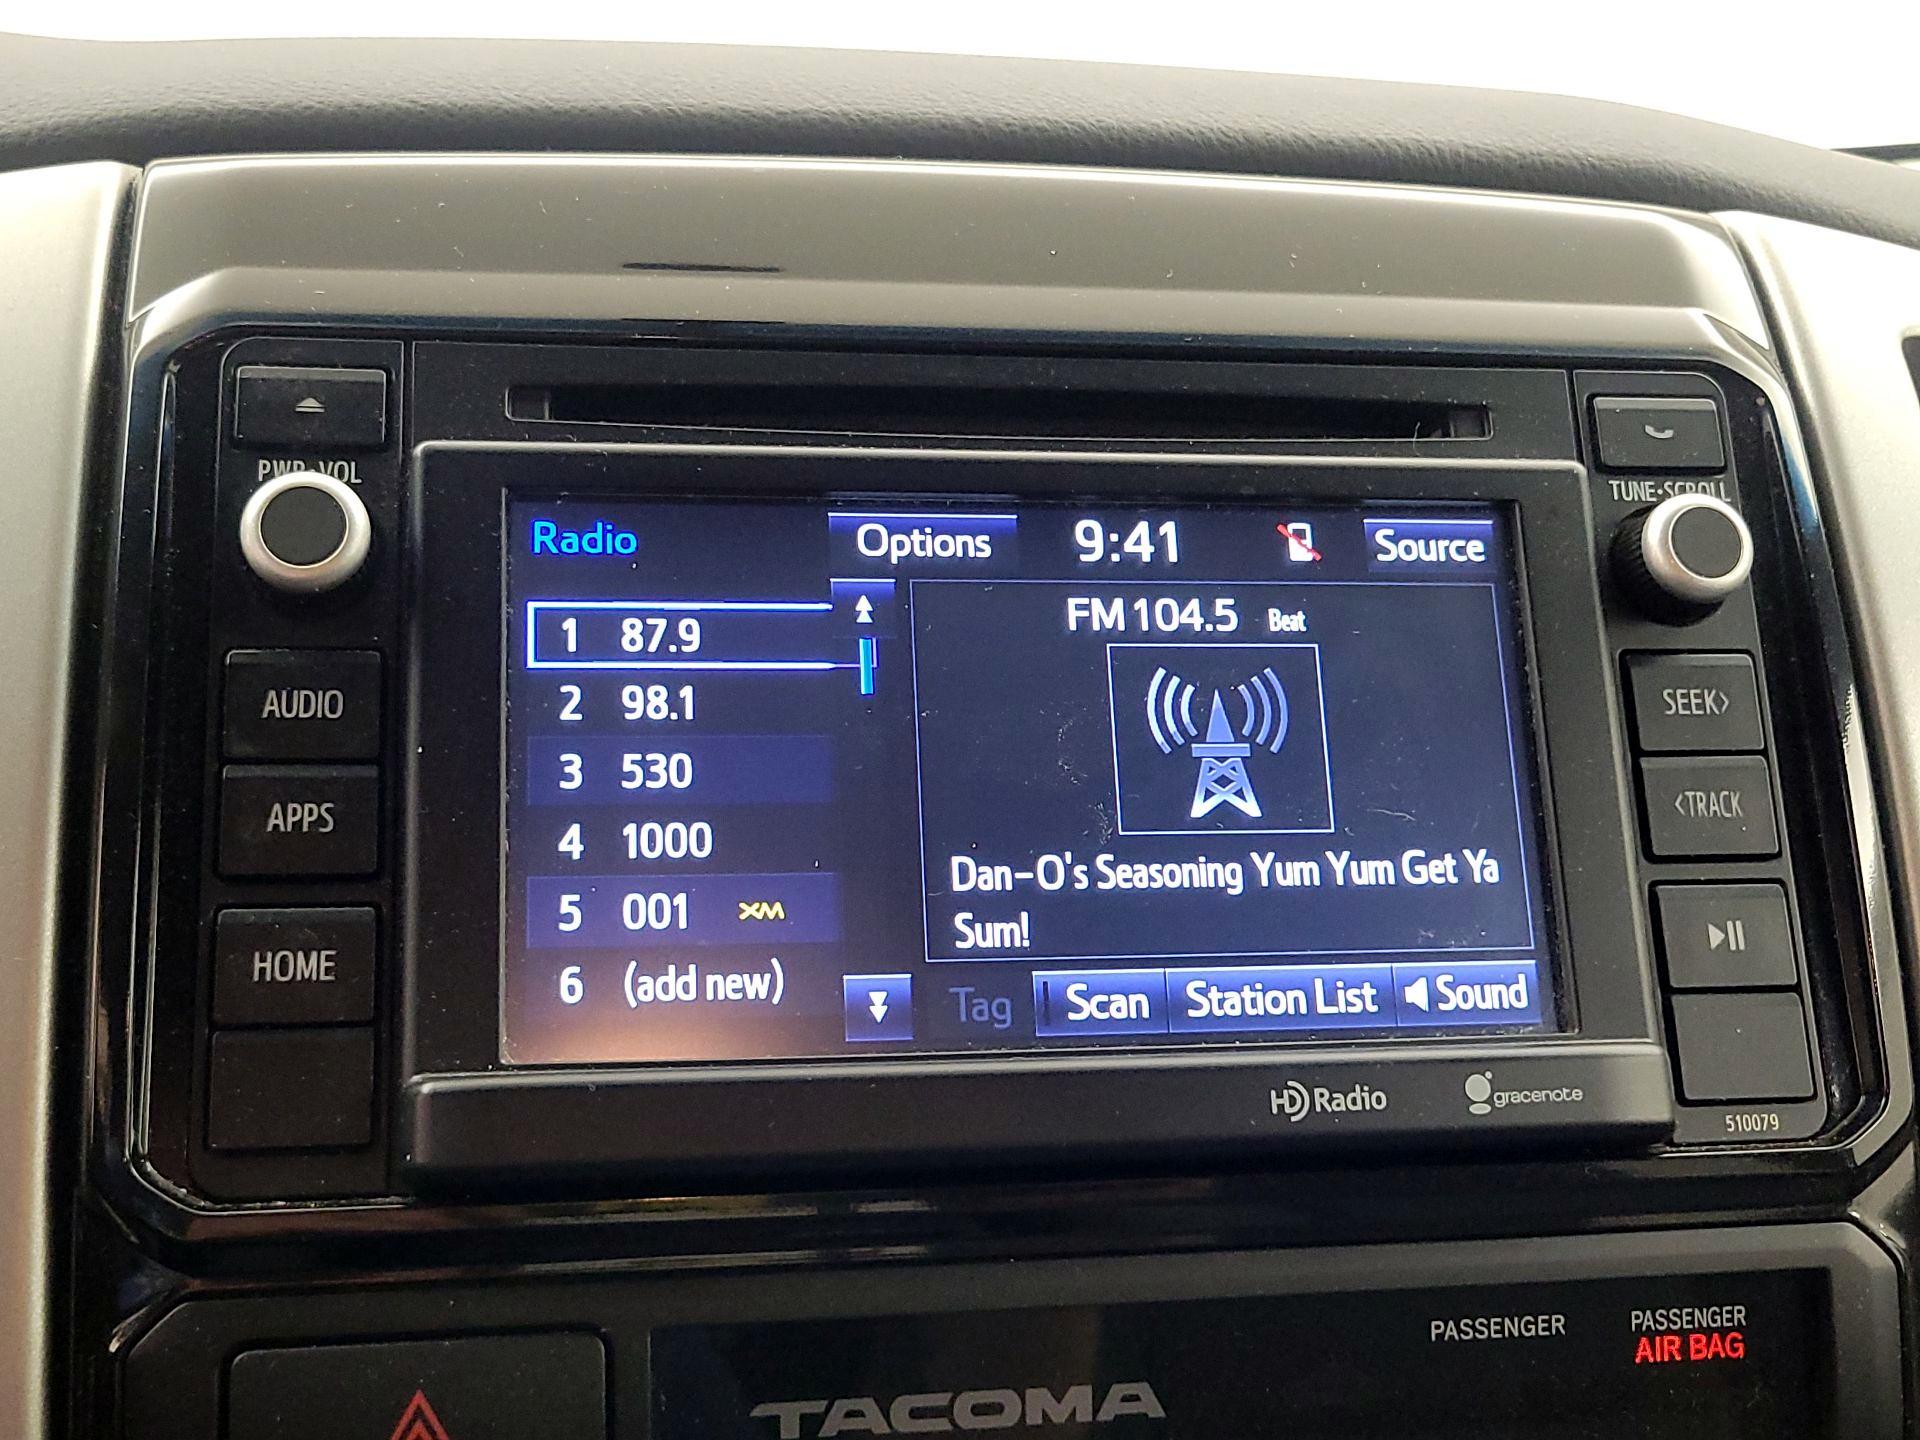 PWR•VOL
TUNE•SCROLL
Radio
Options
9:41
Source
1 87.9
2 98.1
3 530
4 1000
5 001 XM
6 (add new)
FM 104.5 Beat
Dan-O's Seasoning Yum Yum Get Ya
Sum!
Tag
Scan
Station List
Sound
AUDIO
APPS
HOME
SEEK>
<TRACK
HD Radio
gracenote
510079
PASSENGER
PASSENGER
AIR BAG
TACOMA